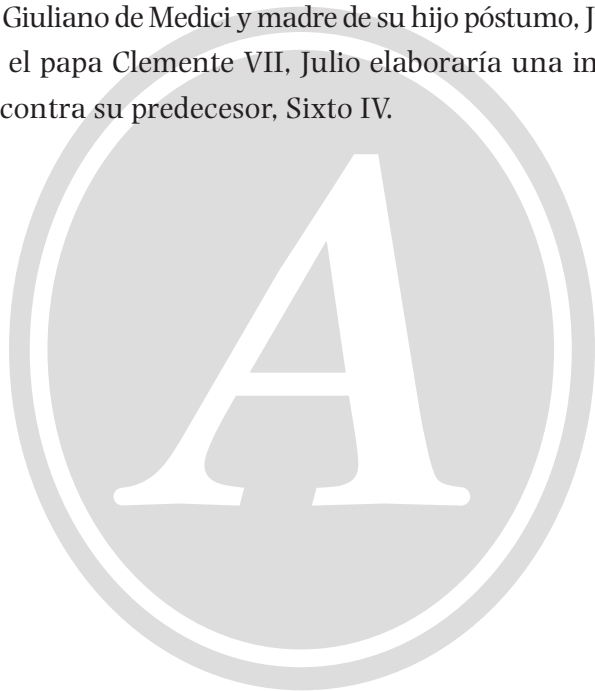 Giuliano de Medici y madre de su hijo póstumo, J
el papa Clemente VII, Julio elaboraría una in
contra su predecesor, Sixto IV.
A